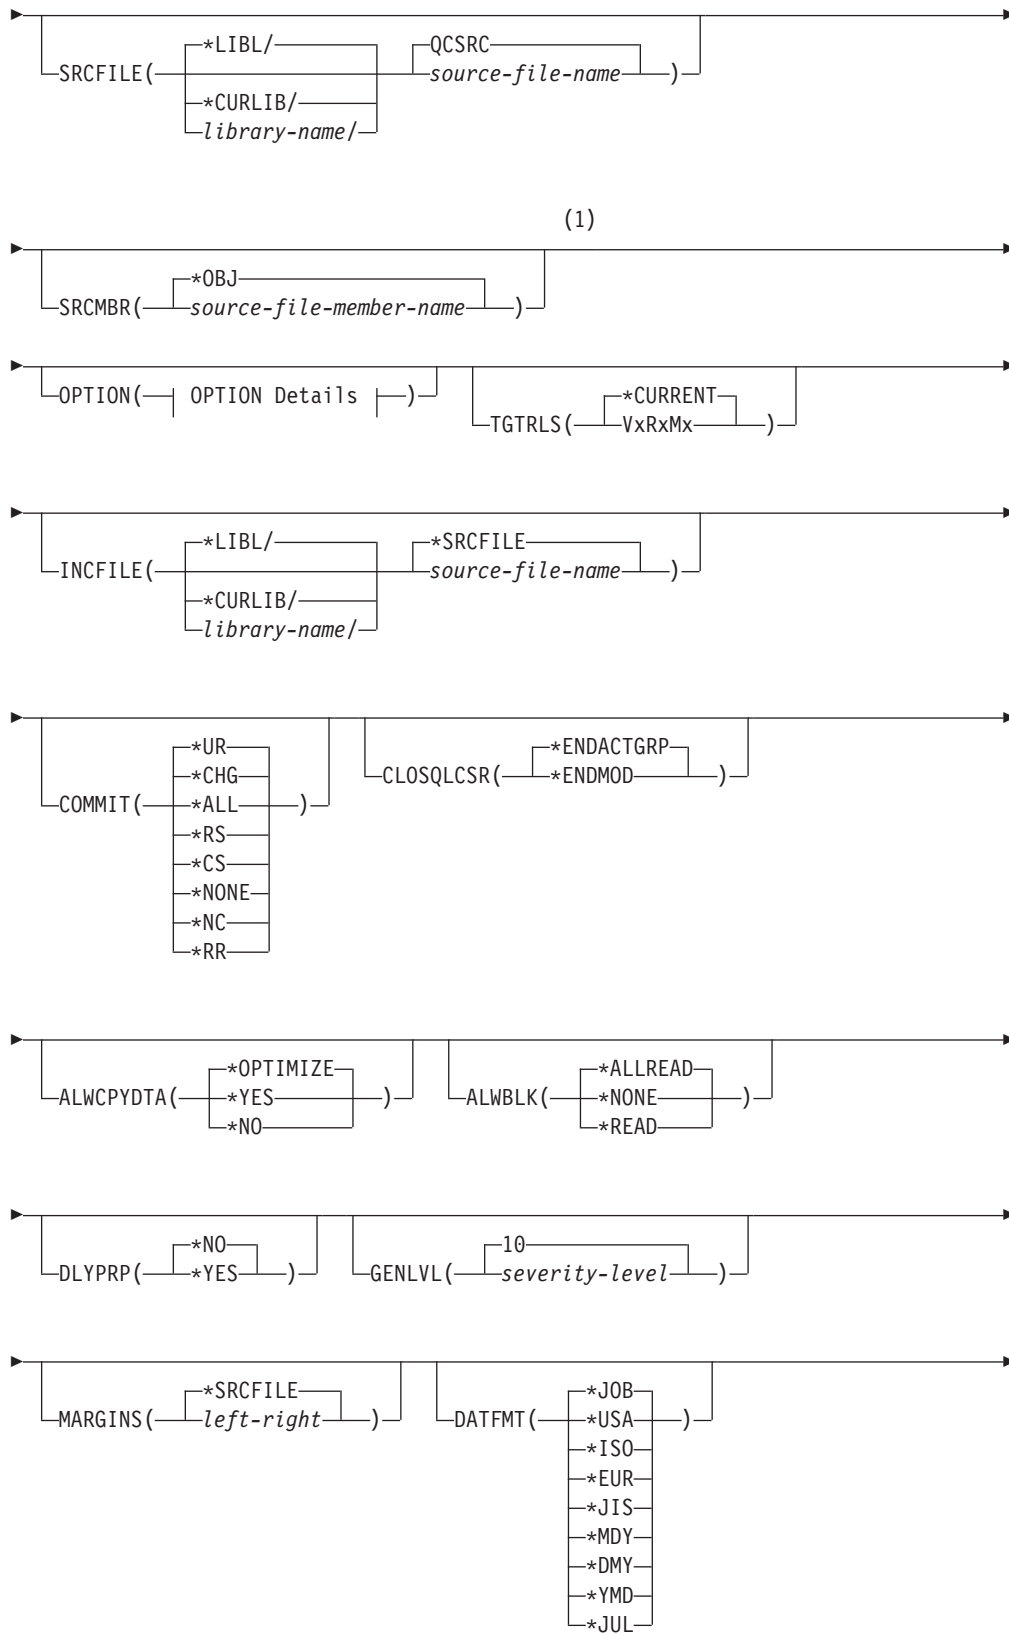 *LIBL/ QCSRC
SRCFILE( source-file-name )
*CURLIB/
library-name/
(1)
*OBJ
SRCMBR( source-file-member-name )
OPTION( OPTION Details ) *CURRENT
TGTRLS( VxRxMx )
*LIBL/ *SRCFILE
INCFILE( source-file-name )
*CURLIB/
library-name/
*UR *ENDACTGRP
*CHG CLOSQLCSR( *ENDMOD )
COMMIT( *ALL )
*RS
*CS
*NONE
*NC
*RR
*OPTIMIZE *ALLREAD
ALWCPYDTA( *YES ) ALWBLK( *NONE )
*NO *READ
*NO 10
DLYPRP( *YES ) GENLVL( severity-level )
*SRCFILE *JOB
MARGINS( left-right ) DATFMT( *USA )
*ISO
*EUR
*JIS
*MDY
*DMY
*YMD
*JUL